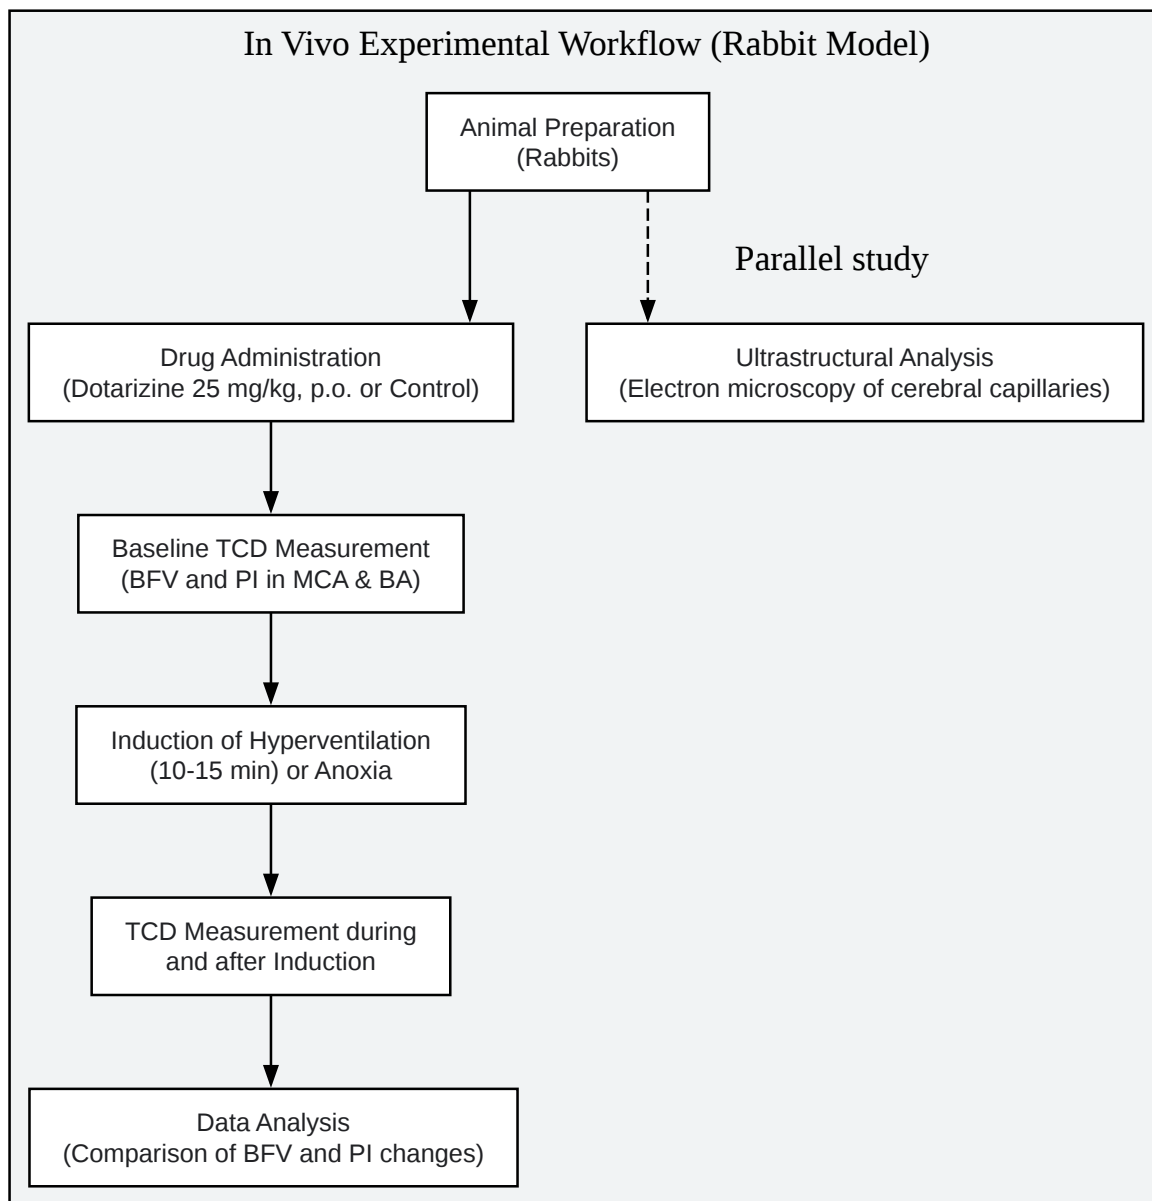 In Vivo Experimental Workflow (Rabbit Model)
Animal Preparation
(Rabbits)
Parallel study
Drug Administration
(Dotarizine 25 mg/kg, p.o. or Control)
Ultrastructural Analysis
(Electron microscopy of cerebral capillaries)
Baseline TCD Measurement
(BFV and PI in MCA & BA)
Induction of Hyperventilation
(10-15 min) or Anoxia
TCD Measurement during
and after Induction
Data Analysis
(Comparison of BFV and PI changes)